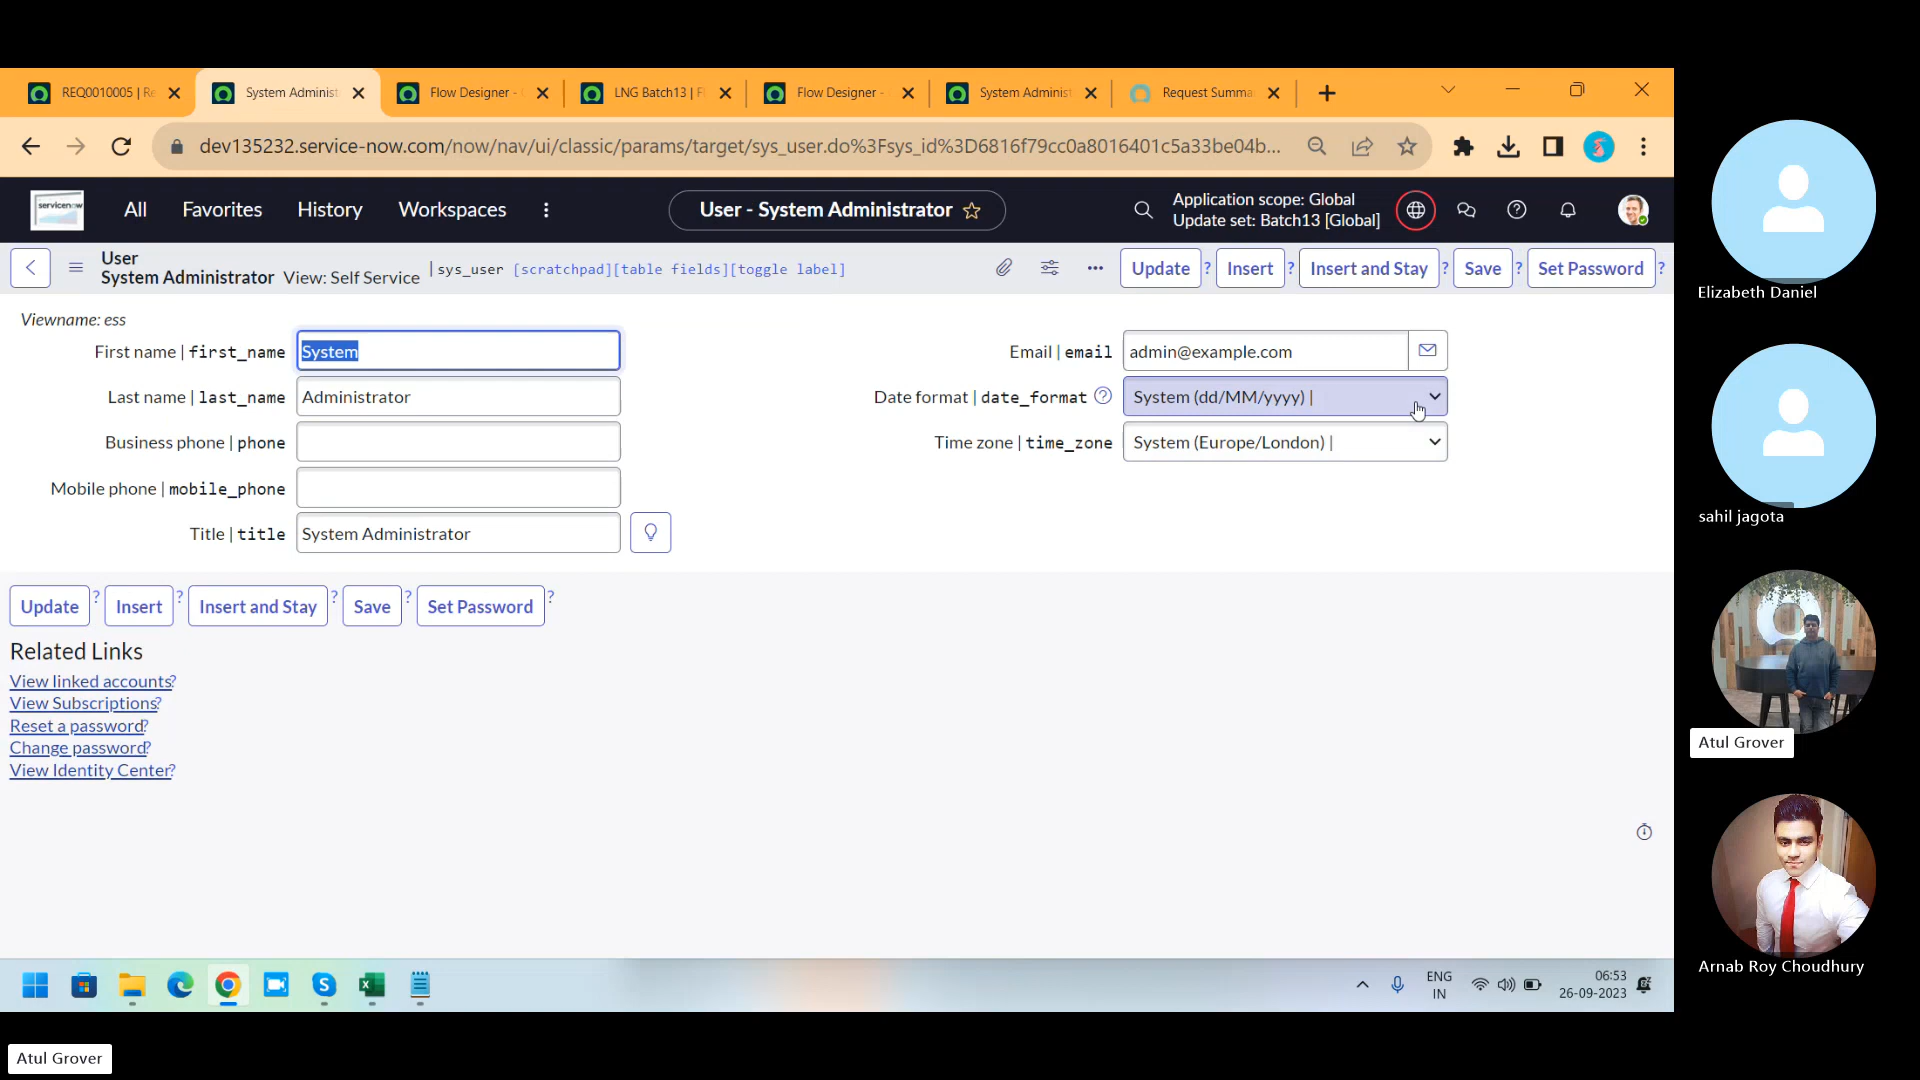 REQ0010005 | Re
System Administ
Flow Designer -
LNG Batch13 | F
Flow Designer -
System Administ
Request Summa
dev135232.service-now.com/now/nav/ui/classic/params/target/sys_user.do%3Fsys_id%3D6816f79cc0a8016401c5a33be04b...
servicenow
All
Favorites
History
Workspaces
User - System Administrator
Application scope: Global
Update set: Batch13 [Global]
User
System Administrator View: Self Service | sys_user [scratchpad][table fields][toggle label]
Update ? Insert ? Insert and Stay ? Save ? Set Password ?
Viewname: ess
First name | first_name System
Email | email admin@example.com
Last name | last_name Administrator
Date format | date_format System (dd/MM/yyyy) |
Business phone | phone
Time zone | time_zone System (Europe/London) |
Mobile phone | mobile_phone
Title | title System Administrator
Update ? Insert ? Insert and Stay ? Save ? Set Password ?
Related Links
View linked accounts?
View Subscriptions?
Reset a password?
Change password?
View Identity Center?
ENG
IN
06:53
26-09-2023
Elizabeth Daniel
sahil jagota
Atul Grover
Arnab Roy Choudhury
Atul Grover